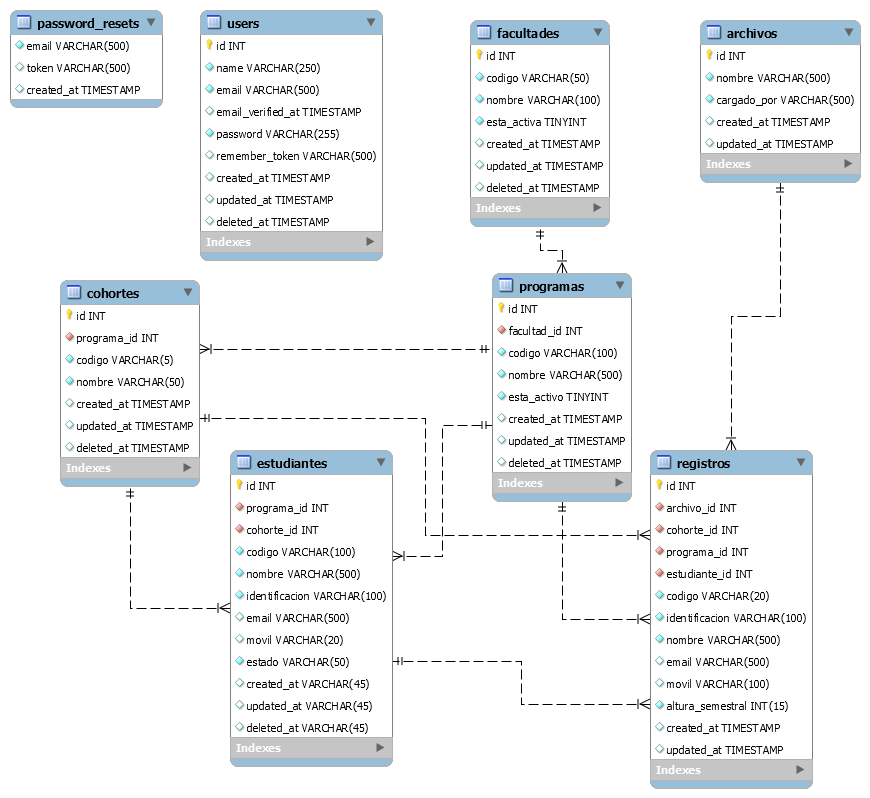 password_resets
email VARCHAR(500)
token VARCHAR(500)
created_at TIMESTAMP
users
id INT
name VARCHAR(250)
email VARCHAR(500)
email_verified_at TIMESTAMP
password VARCHAR(255)
remember_token VARCHAR(500)
created_at TIMESTAMP
updated_at TIMESTAMP
deleted_at TIMESTAMP
Indexes
facultades
id INT
codigo VARCHAR(50)
nombre VARCHAR(100)
esta_activa TINYINT
created_at TIMESTAMP
updated_at TIMESTAMP
deleted_at TIMESTAMP
Indexes
archivos
id INT
nombre VARCHAR(500)
cargado_por VARCHAR(500)
created_at TIMESTAMP
updated_at TIMESTAMP
Indexes
cohortes
id INT
programa_id INT
codigo VARCHAR(5)
nombre VARCHAR(50)
created_at TIMESTAMP
updated_at TIMESTAMP
deleted_at TIMESTAMP
Indexes
programas
id INT
facultad_id INT
codigo VARCHAR(100)
nombre VARCHAR(500)
esta_activo TINYINT
created_at TIMESTAMP
updated_at TIMESTAMP
deleted_at TIMESTAMP
Indexes
estudiantes
id INT
programa_id INT
cohorte_id INT
codigo VARCHAR(100)
nombre VARCHAR(500)
identificacion VARCHAR(100)
email VARCHAR(500)
movil VARCHAR(20)
estado VARCHAR(50)
created_at VARCHAR(45)
updated_at VARCHAR(45)
deleted_at VARCHAR(45)
Indexes
registros
id INT
archivo_id INT
cohorte_id INT
programa_id INT
estudiante_id INT
codigo VARCHAR(20)
identificacion VARCHAR(100)
nombre VARCHAR(500)
email VARCHAR(500)
movil VARCHAR(100)
altura_semestral INT(15)
created_at TIMESTAMP
updated_at TIMESTAMP
Indexes